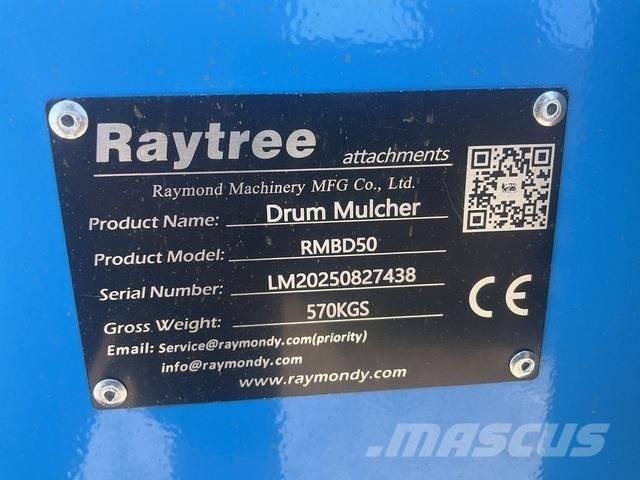 Raytree attachments
Raymond Machinery MFG Co., Ltd.
Product Name: Drum Mulcher
Product Model: RMBD50
Serial Number: LM20250827438
Gross Weight: 570KGS
CE
Email: Service@raymondy.com(priority)
info@raymondy.com
www.raymondy.com
MASCUS